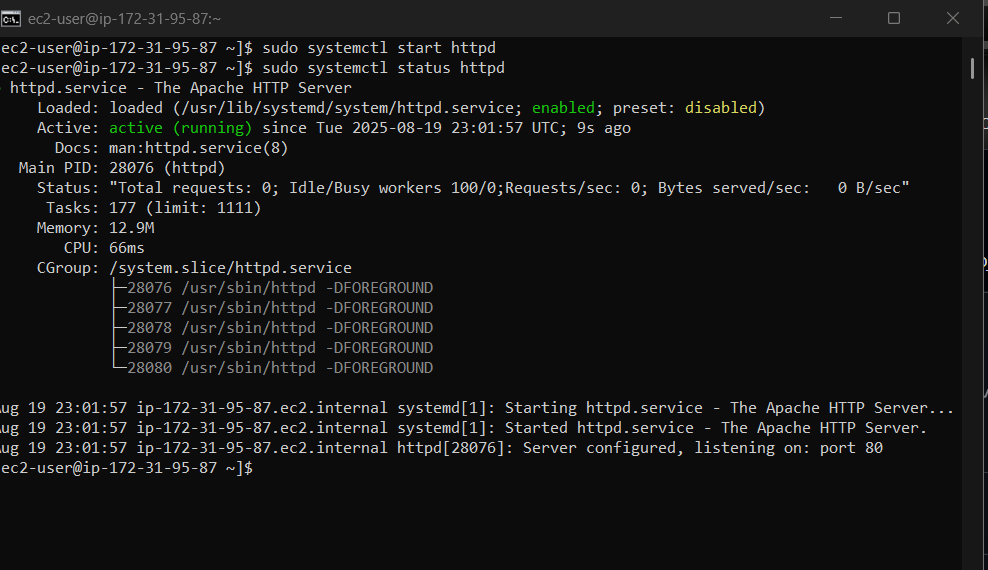 ec2-user@ip-172-31-95-87:~
ec2-user@ip-172-31-95-87 ~]$ sudo systemctl start httpd
ec2-user@ip-172-31-95-87 ~]$ sudo systemctl status httpd
httpd.service - The Apache HTTP Server
Loaded: loaded (/usr/lib/systemd/system/httpd.service; enabled; preset: disabled)
Active: active (running) since Tue 2025-08-19 23:01:57 UTC; 9s ago
Docs: man:httpd.service(8)
Main PID: 28076 (httpd)
Status: "Total requests: 0; Idle/Busy workers 100/0;Requests/sec: 0; Bytes served/sec:   0 B/sec"
Tasks: 177 (limit: 1111)
Memory: 12.9M
CPU: 66ms
CGroup: /system.slice/httpd.service
├─28076 /usr/sbin/httpd -DFOREGROUND
├─28077 /usr/sbin/httpd -DFOREGROUND
├─28078 /usr/sbin/httpd -DFOREGROUND
├─28079 /usr/sbin/httpd -DFOREGROUND
└─28080 /usr/sbin/httpd -DFOREGROUND
Aug 19 23:01:57 ip-172-31-95-87.ec2.internal systemd[1]: Starting httpd.service - The Apache HTTP Server...
Aug 19 23:01:57 ip-172-31-95-87.ec2.internal systemd[1]: Started httpd.service - The Apache HTTP Server.
Aug 19 23:01:57 ip-172-31-95-87.ec2.internal httpd[28076]: Server configured, listening on: port 80
ec2-user@ip-172-31-95-87 ~]$